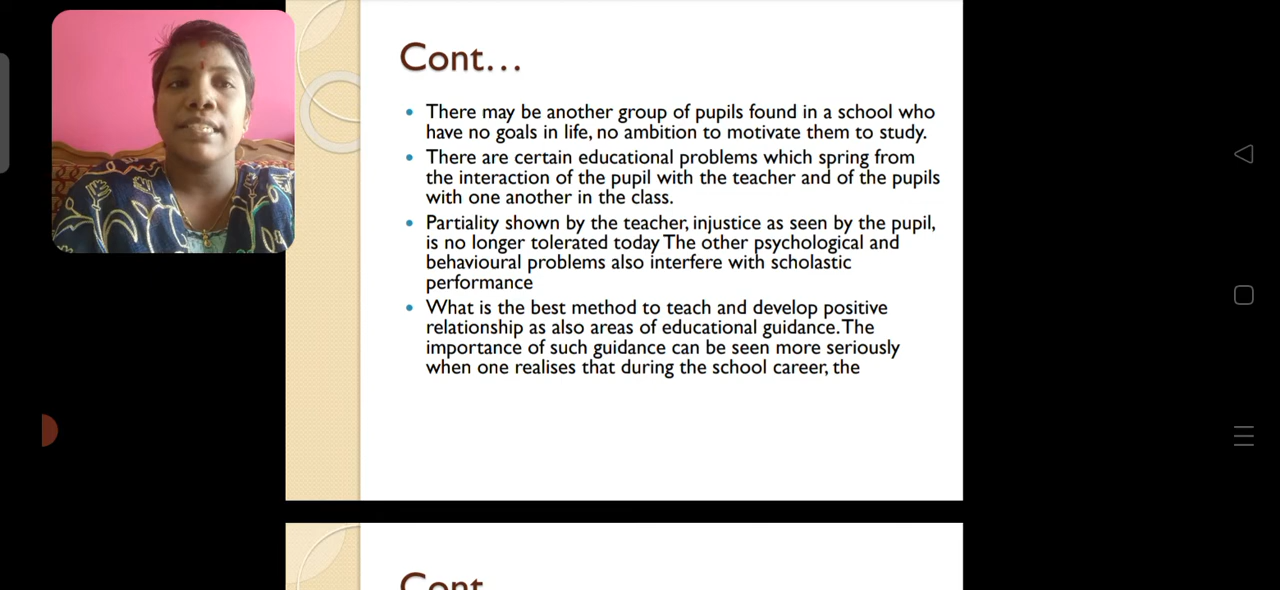 Cont...
• There may be another group of pupils found in a school who
have no goals in life, no ambition to motivate them to study.
• There are certain educational problems which spring from
the interaction of the pupil with the teacher and of the pupils
with one another in the class.
• Partiality shown by the teacher, injustice as seen by the pupil,
is no longer tolerated today The other psychological and
behavioural problems also interfere with scholastic
performance
• What is the best method to teach and develop positive
relationship as also areas of educational guidance. The
importance of such guidance can be seen more seriously
when one realises that during the school career, the
Cont